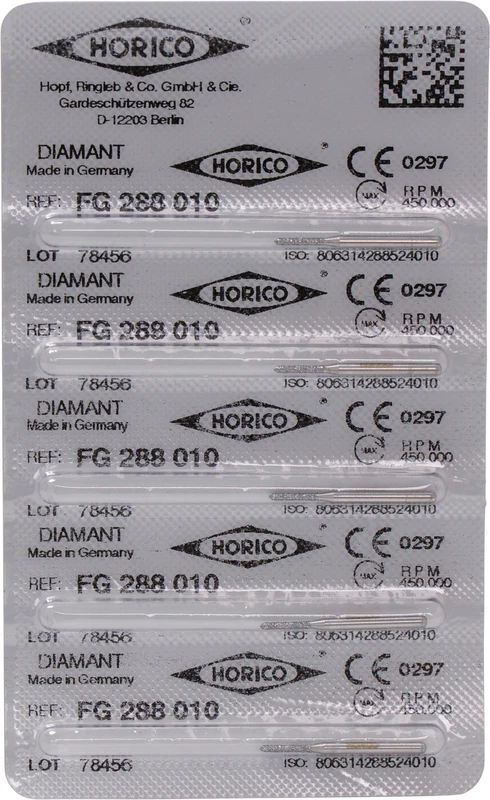 HORICO ®
Hopf, Ringleb & Co. GmbH & Cie.
Gardeschützenweg 82
D-12203 Berlin
DIAMANT HORICO ® CE 0297
Made in Germany
REF: FG 288 010 MAX. RPM 450.000
LOT 78456 ISO: 806314288524010
DIAMANT HORICO ® CE 0297
Made in Germany
REF: FG 288 010 MAX. RPM 450.000
LOT 78456 ISO: 806314288524010
DIAMANT HORICO ® CE 0297
Made in Germany
REF: FG 288 010 MAX. RPM 450.000
LOT 78456 ISO: 806314288524010
DIAMANT HORICO ® CE 0297
Made in Germany
REF: FG 288 010 MAX. RPM 450.000
LOT 78456 ISO: 806314288524010
DIAMANT HORICO ® CE 0297
Made in Germany
REF: FG 288 010 MAX. RPM 450.000
LOT 78456 ISO: 806314288524010